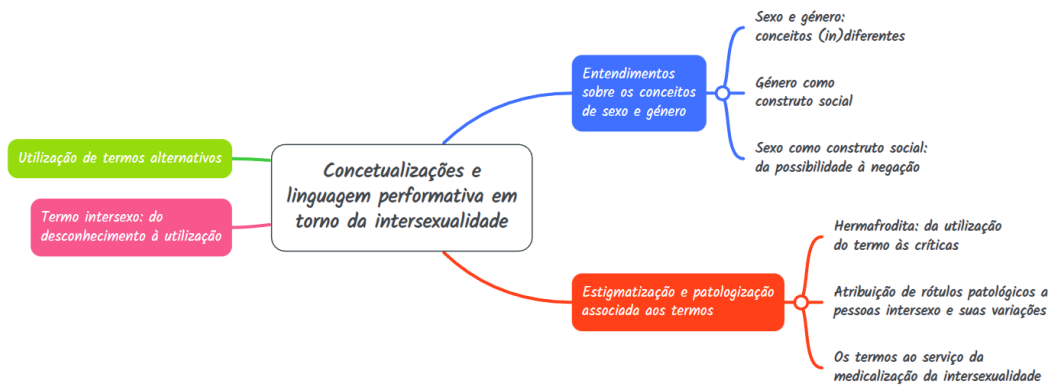 Concetualizações e
linguagem performativa em
torno da intersexualidade
Utilização de termos alternativos
Termo intersexo: do
desconhecimento à utilização
Entendimentos
sobre os conceitos
de sexo e género
Sexo e género:
conceitos (in)diferentes
Género como
construto social
Sexo como construto social:
da possibilidade à negação
Estigmatização e patologização
associada aos termos
Hermafrodita: da utilização
do termo às críticas
Atribuição de rótulos patológicos a
pessoas intersexo e suas variações
Os termos ao serviço da
medicalização da intersexualidade